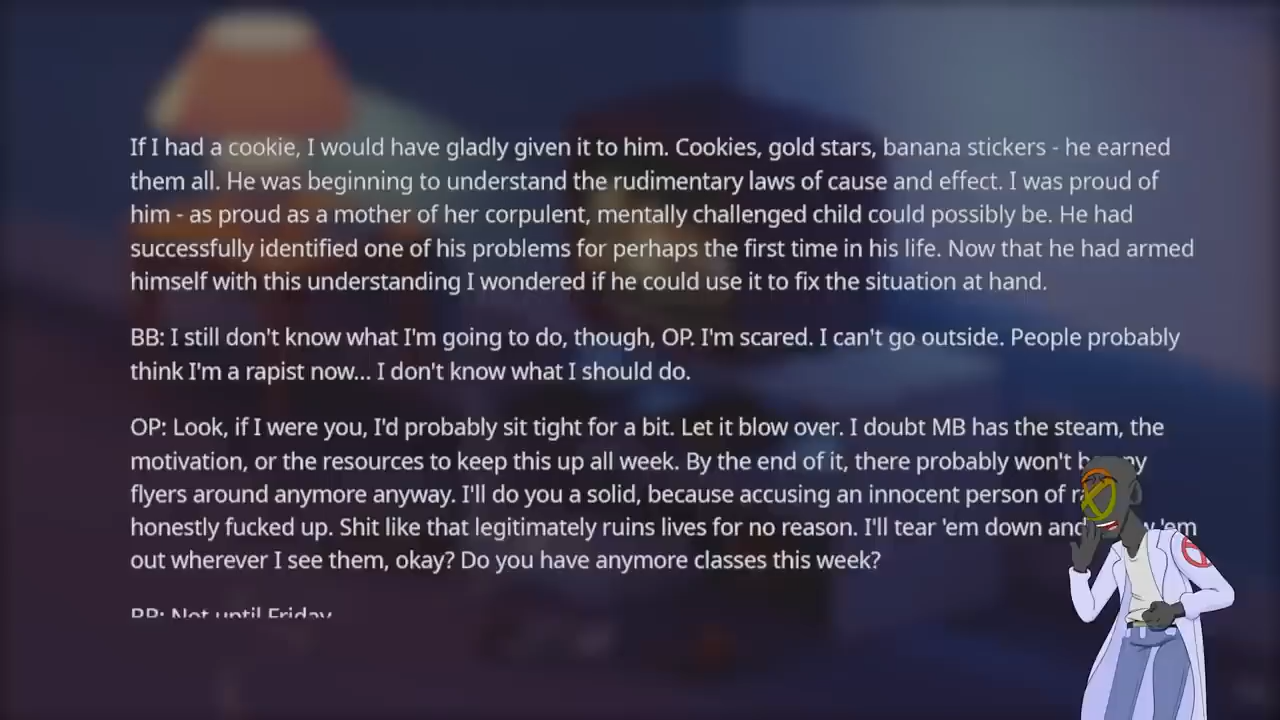 If I had a cookie, I would have gladly given it to him. Cookies, gold stars, banana stickers - he earned
them all. He was beginning to understand the rudimentary laws of cause and effect. I was proud of
him - as proud as a mother of her corpulent, mentally challenged child could possibly be. He had
successfully identified one of his problems for perhaps the first time in his life. Now that he had armed
himself with this understanding I wondered if he could use it to fix the situation at hand.
BB: I still don't know what I'm going to do, though, OP. I'm scared. I can't go outside. People probably
think I'm a rapist now... I don't know what I should do.
OP: Look, if I were you, I'd probably sit tight for a bit. Let it blow over. I doubt MB has the steam, the
motivation, or the resources to keep this up all week. By the end of it, there probably won't
flyers around anymore anyway. I'll do you a solid, because accusing an innocent person of
honestly fucked up. Shit like that legitimately ruins lives for no reason. I'll tear 'em down and 'em
out wherever I see them, okay? Do you have anymore classes this week?
BB: Not until Friday